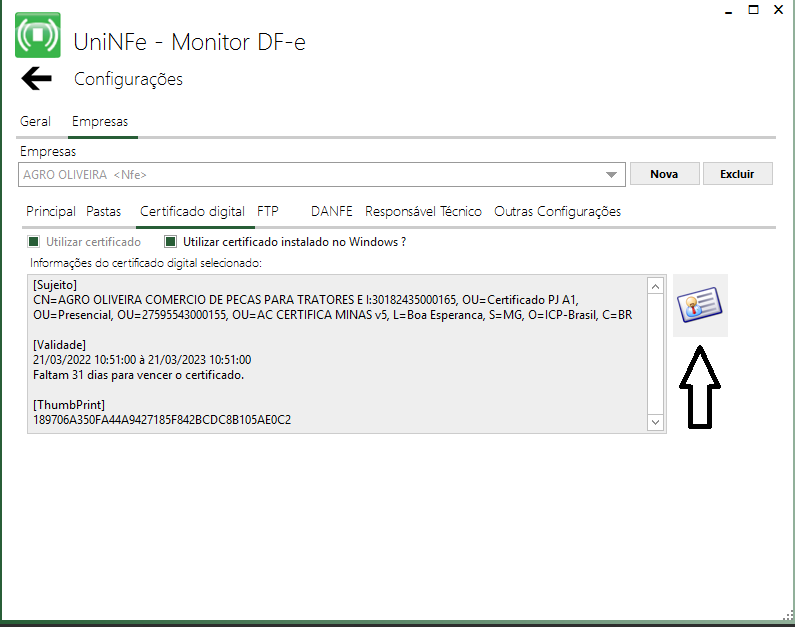 UniNFe - Monitor DF-e
Configurações
Geral Empresas
Empresas
AGRO OLIVEIRA <Nfe>
Nova
Excluir
Principal Pastas Certificado digital FTP DANFE Responsável Técnico Outras Configurações
Utilizar certificado Utilizar certificado instalado no Windows ?
Informações do certificado digital selecionado:
[Sujeito]
CN=AGRO OLIVEIRA COMERCIO DE PECAS PARA TRATORES E I:30182435000165, OU=Certificado PJ A1,
OU=Presencial, OU=27595543000155, OU=AC CERTIFICA MINAS v5, L=Boa Esperanca, S=MG, O=ICP-Brasil, C=BR
[Validade]
21/03/2022 10:51:00 à 21/03/2023 10:51:00
Faltam 31 dias para vencer o certificado.
[ThumbPrint]
189706A350FA44A9427185F842BCDC8B105AE0C2